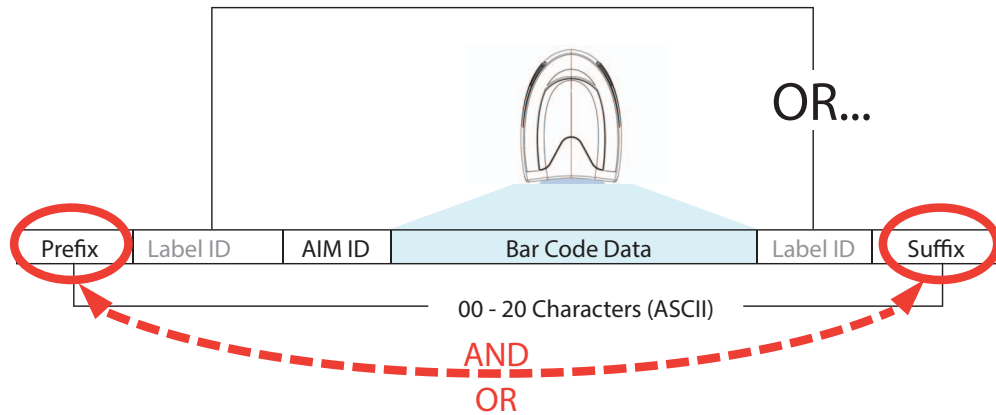 OR...
Prefix Label ID AIM ID Bar Code Data Label ID Suffix
00 - 20 Characters (ASCII)
AND
OR